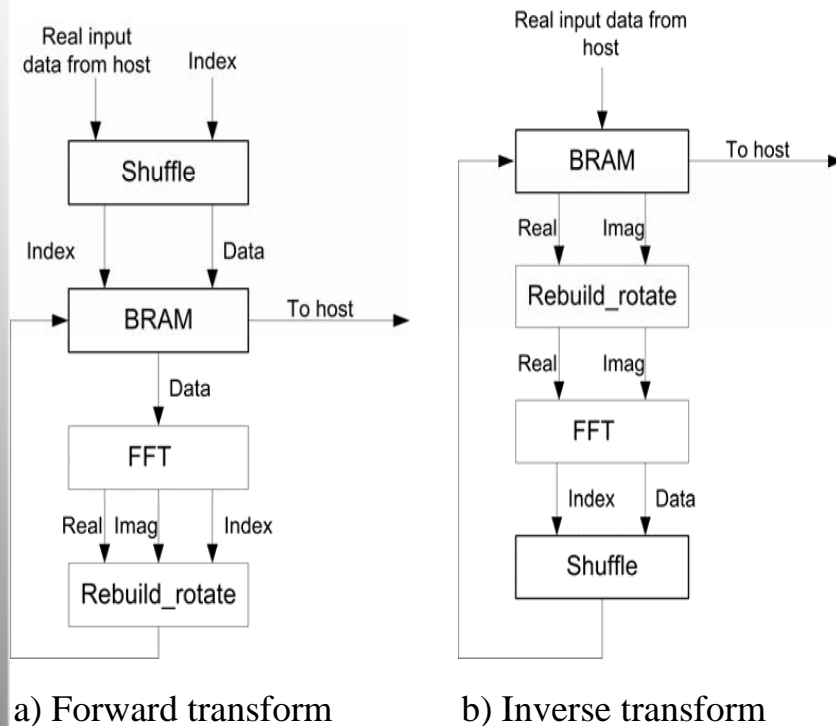 Real input
data from host
Index
Shuffle
Index
Data
BRAM
To host
Data
FFT
Real
Imag
Index
Rebuild_rotate
a) Forward transform
Real input data from
host
BRAM
To host
Real
Imag
Rebuild_rotate
Real
Imag
FFT
Index
Data
Shuffle
b) Inverse transform